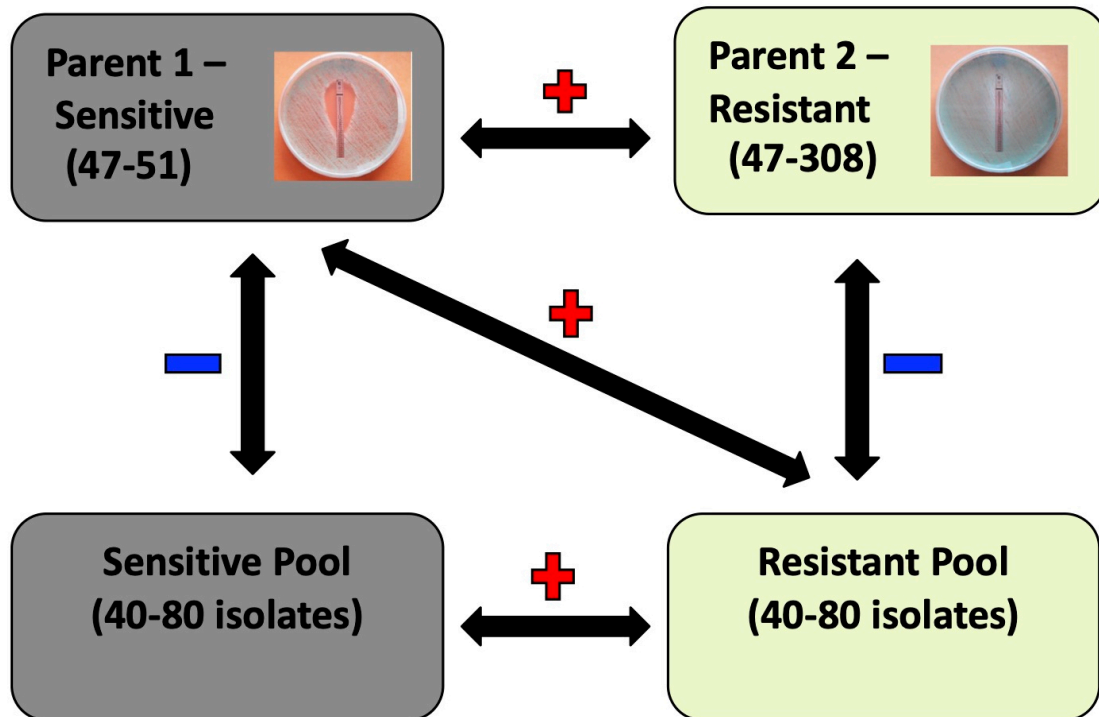 Parent 1 –
Sensitive
(47-51)
Parent 2 –
Resistant
(47-308)
Sensitive Pool
(40-80 isolates)
Resistant Pool
(40-80 isolates)